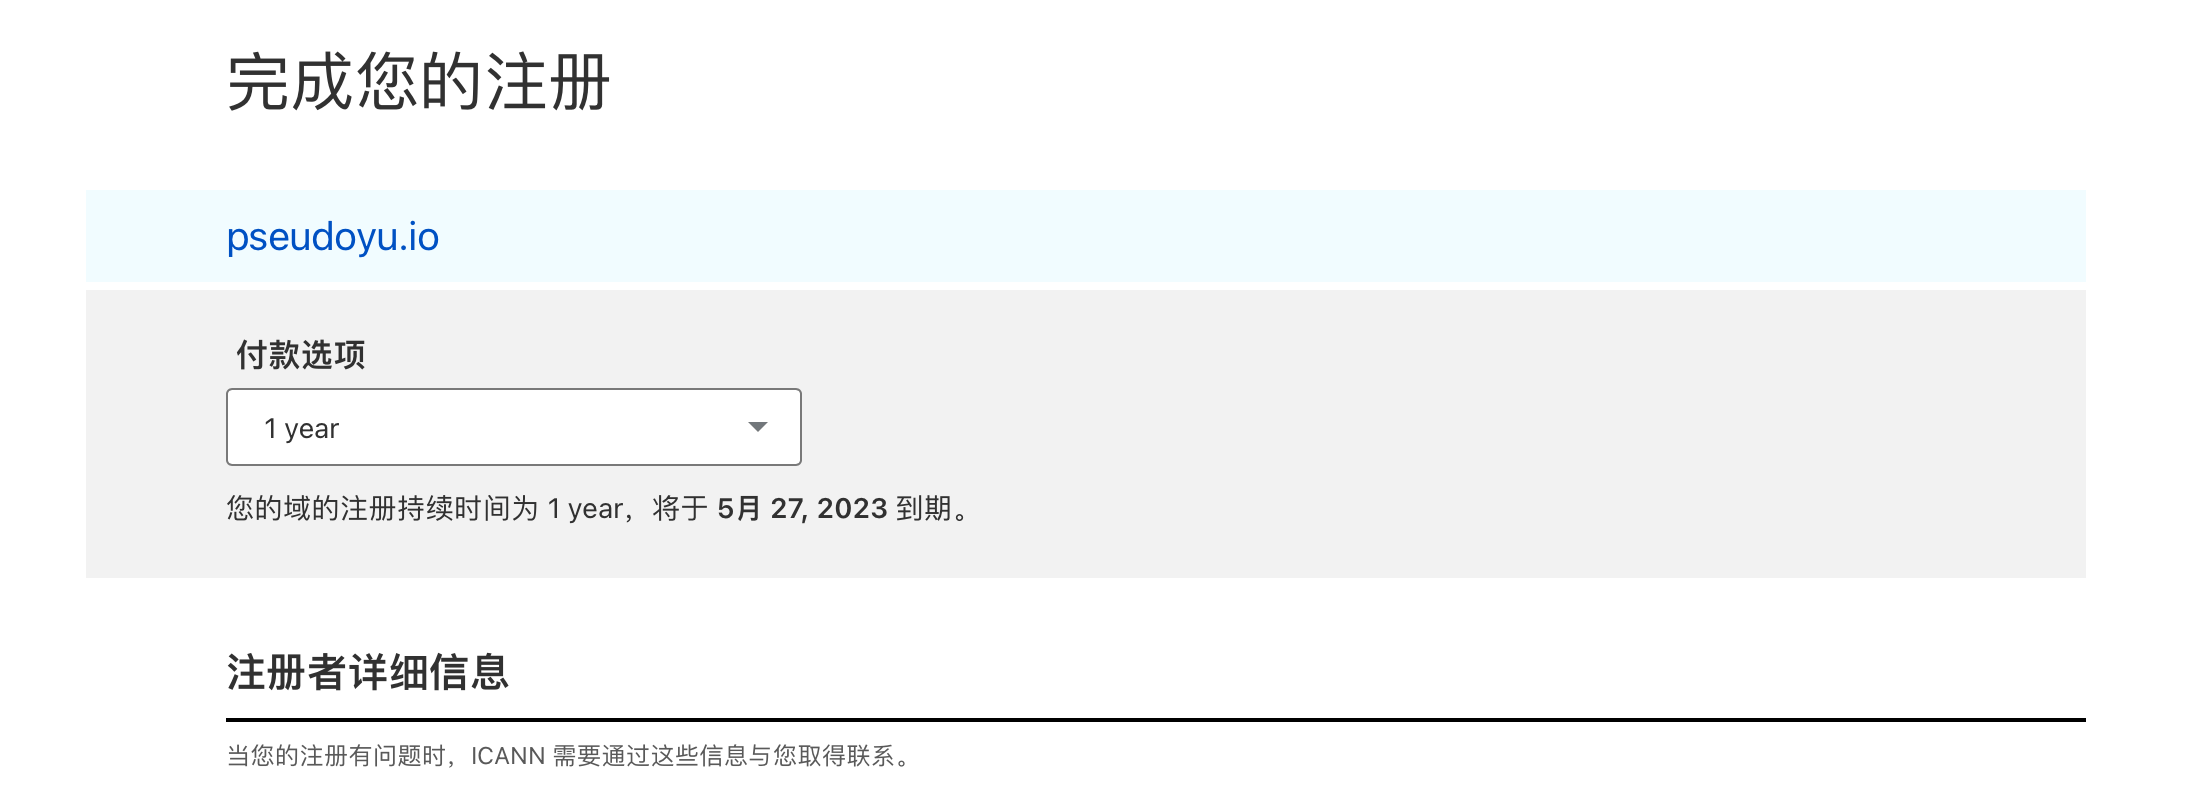 完成您的注册
pseudoyu.io
付款选项
1 year
您的域的注册持续时间为 1 year，将于 5月 27, 2023 到期。
注册者详细信息
当您的注册有问题时，ICANN 需要通过这些信息与您取得联系。